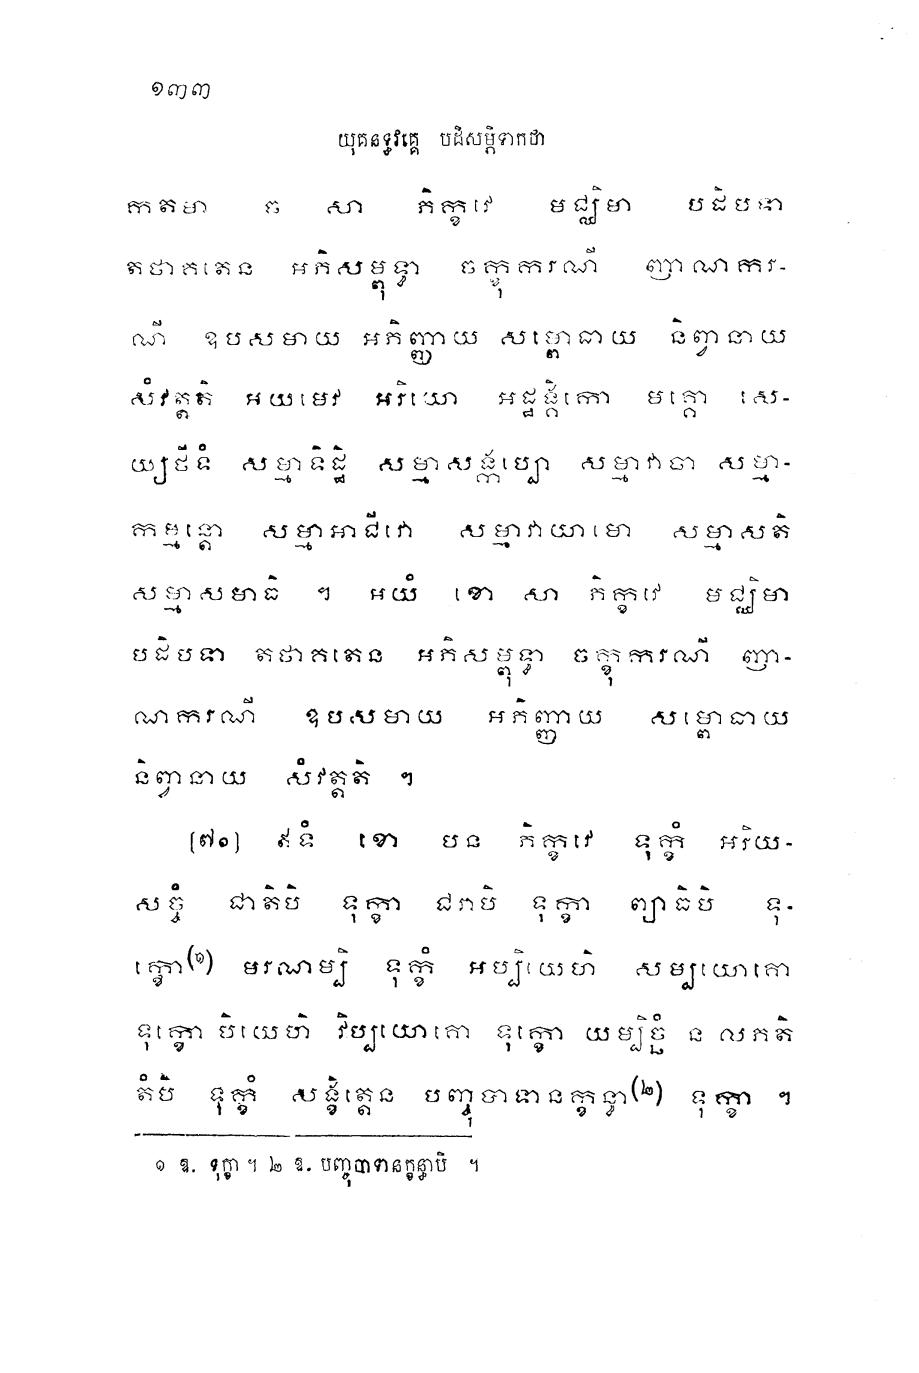 ១៣៣
យុគនទ្ធវគ្គេ បដិសម្ភិទាកថា
កតមា ច សា ភិក្ខវេ មជ្ឈិមា បដិបទា
តថាគតេន អភិសម្ពុទ្ធា ចក្ខុករណី ញាណករ-
ណី ឧបសមាយ អភិញ្ញាយ សម្ពោធាយ និព្វានាយ
សំវត្តតិ អយមេវ អរិយោ អដ្ឋង្គិកោ មគ្គោ សេ-
យ្យថីទំ សម្មាទិដ្ឋិ សម្មាសង្កប្បោ សម្មាវាចា សម្មា-
កម្មន្តោ សម្មាអាជីវោ សម្មាវាយាមោ សម្មាសតិ
សម្មាសមាធិ ។ អយំ ខោ សា ភិក្ខវេ មជ្ឈិមា
បដិបទា តថាគតេន អភិសម្ពុទ្ធា ចក្ខុករណី ញា-
ណករណី ឧបសមាយ អភិញ្ញាយ សម្ពោធាយ
និព្វានាយ សំវត្តតិ ។
[៧១] ឥទំ ខោ បន ភិក្ខវេ ទុក្ខំ អរិយ-
សច្ចំ ជាតិបិ ទុក្ខា ជរាបិ ទុក្ខា ព្យាធិបិ ទុ-
ក្ខោ(១) មរណម្បិ ទុក្ខំ អប្បិយេហិ សម្បយោគោ
ទុក្ខោ បិយេហិ វិប្បយោគោ ទុក្ខោ យម្បិច្ឆំ ន លភតិ
តំបិ ទុក្ខំ សង្ខិត្តេន បញ្ចុបាទានក្ខន្ធា(២) ទុក្ខា ។
១ ឱ. ទុក្ខា ។ ២ ឱ. បញ្ចុបាទានក្ខន្ធាបិ ។